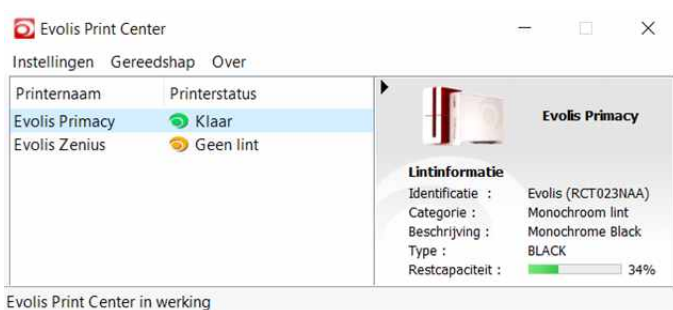 Evolis Print Center
Instellingen Gereedshap Over
Printernaam Printerstatus
Evolis Primacy Klaar
Evolis Zenius Geen lint
Evolis Primacy
Lintinformatie
Identificatie : Evolis (RCT023NAA)
Categorie : Monochroom lint
Beschrijving : Monochrome Black
Type : BLACK
Restcapaciteit : 34%
Evolis Print Center in werking